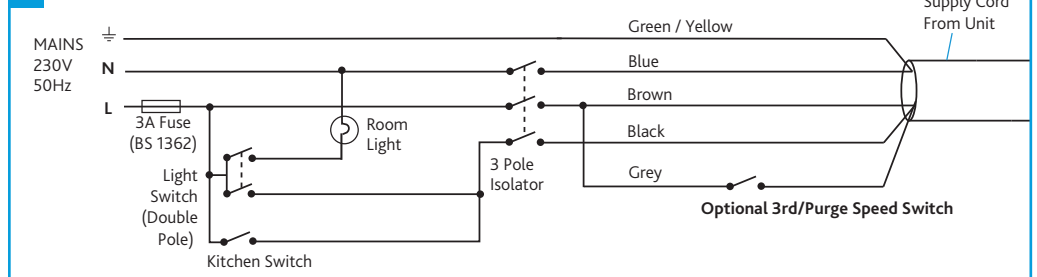 Supply Cord
From Unit
Green / Yellow
MAINS
230V
50Hz
N
Blue
L
Brown
3A Fuse
(BS 1362)
Room
Light
Black
3 Pole
Isolator
Light
Switch
(Double
Pole)
Grey
Optional 3rd/Purge Speed Switch
Kitchen Switch